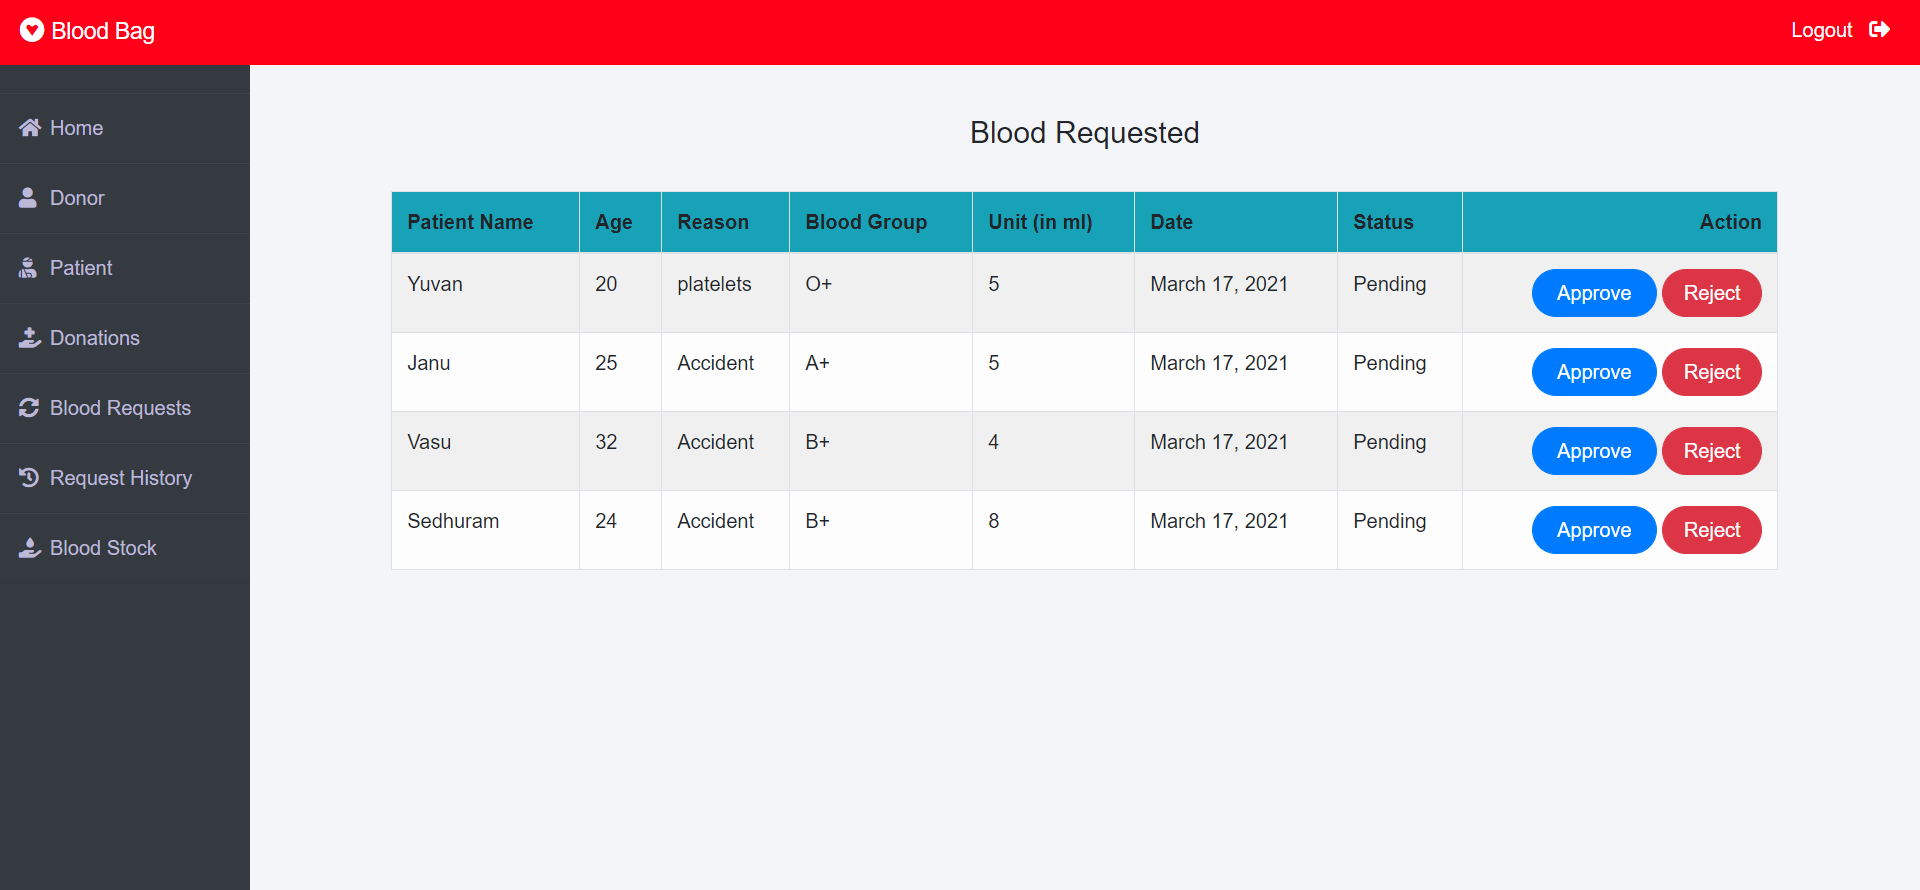 Blood Bag
Logout
Home
Donor
Patient
Donations
Blood Requests
Request History
Blood Stock
Blood Requested
Patient Name Age Reason Blood Group Unit (in ml) Date Status Action
Yuvan 20 platelets O+ 5 March 17, 2021 Pending Approve Reject
Janu 25 Accident A+ 5 March 17, 2021 Pending Approve Reject
Vasu 32 Accident B+ 4 March 17, 2021 Pending Approve Reject
Sedhuram 24 Accident B+ 8 March 17, 2021 Pending Approve Reject